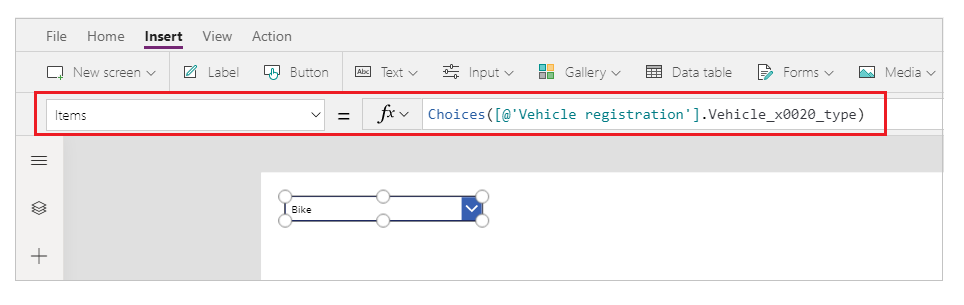 File Home Insert View Action
New screen Label Button Abc Text Input Gallery Data table Forms Media
Items = fx Choices([@'Vehicle registration'].Vehicle_x0020_type)
Bike